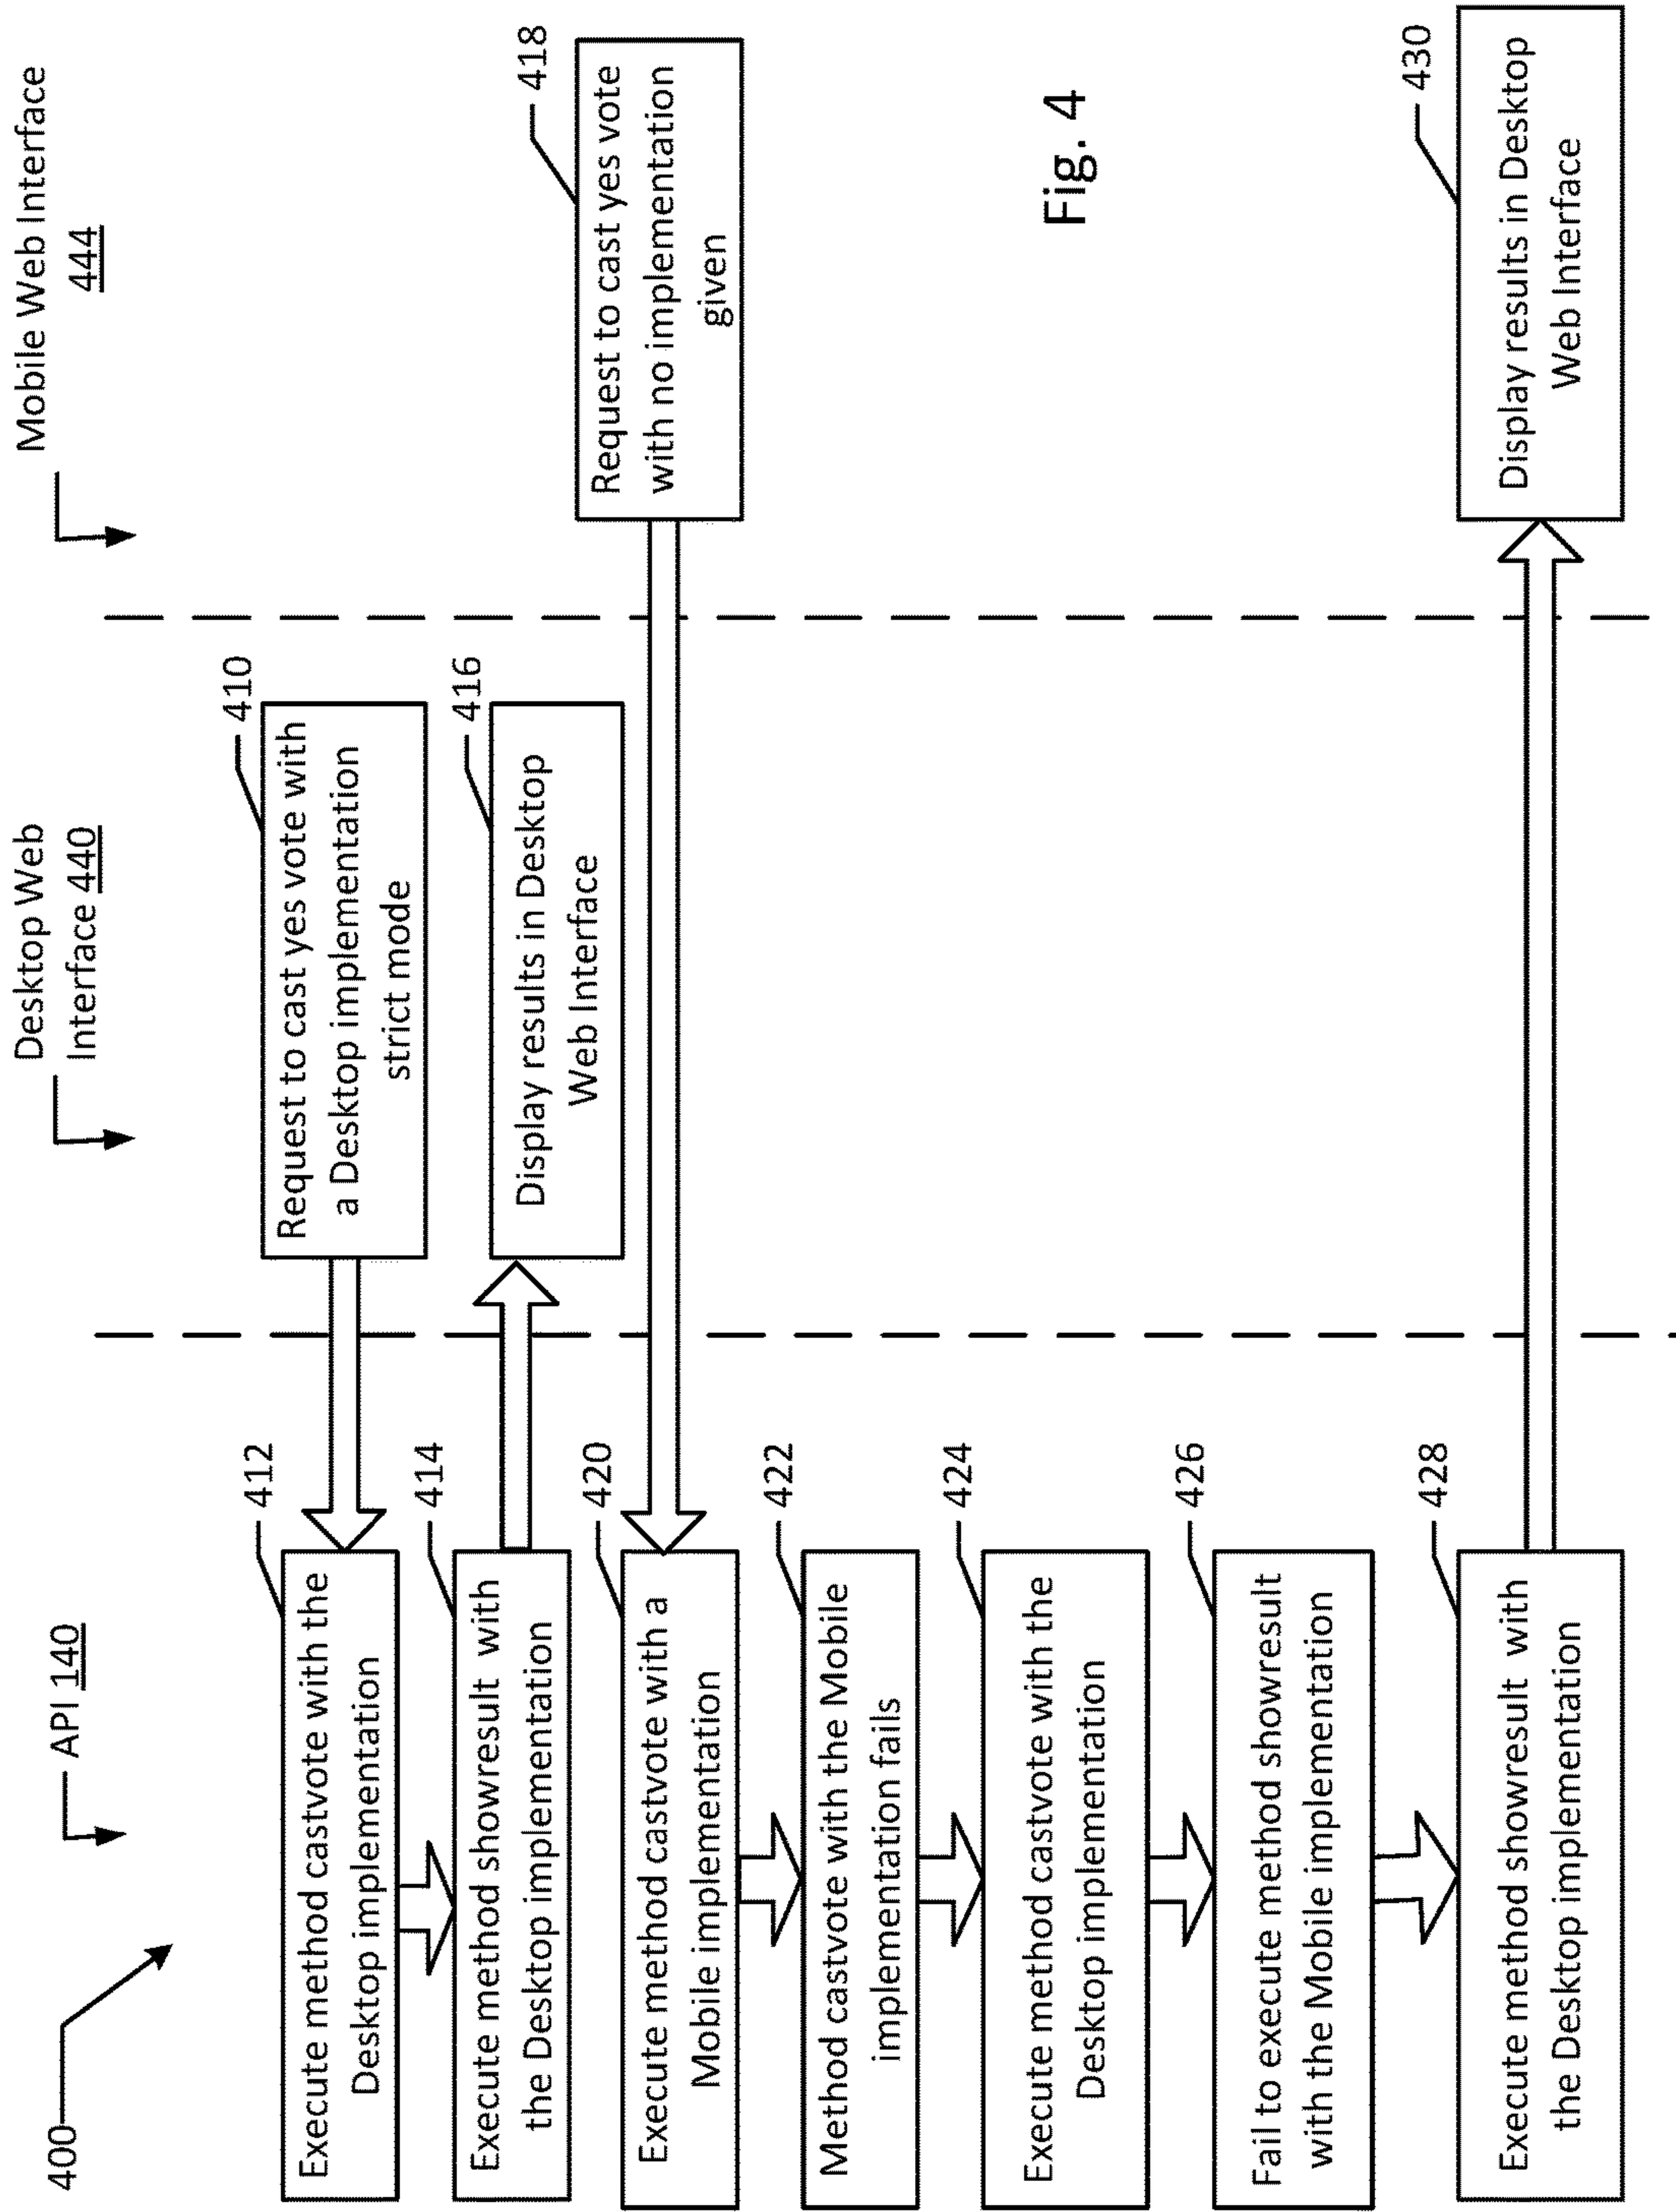 400
API 140
Desktop Web
Interface 440
Mobile Web Interface
444
410
Request to cast yes vote with
a Desktop implementation
strict mode
412
Execute method castvote with the
Desktop implementation
414
Execute method showresult with
the Desktop implementation
416
Display results in Desktop
Web Interface
418
Request to cast yes vote
with no implementation
given
420
Execute method castvote with a
Mobile implementation
422
Method castvote with the Mobile
implementation fails
424
Execute method castvote with the
Desktop implementation
426
Fail to execute method showresult
with the Mobile implementation
428
Execute method showresult with
the Desktop implementation
430
Display results in Desktop
Web Interface
Fig. 4